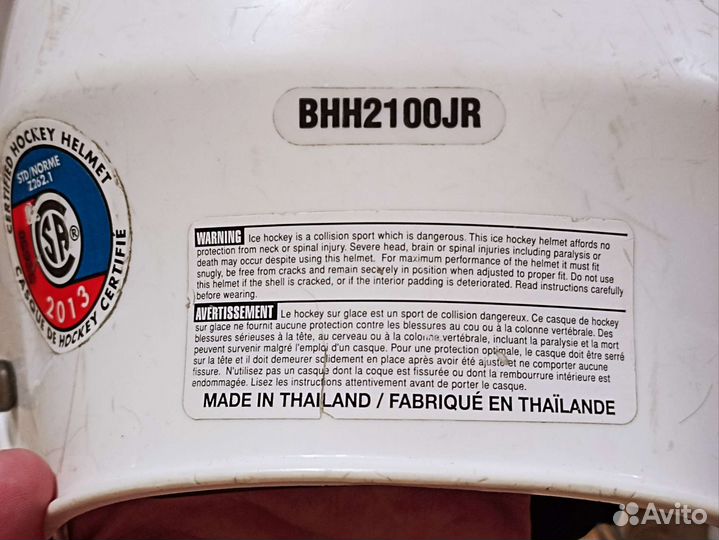 BHH2100JR
CERTIFIED HOCKEY HELMET
STD/NORME
Z262.1
CSA
2013
CASQUE DE HOCKEY CERTIFIÉ
WARNING Ice hockey is a collision sport which is dangerous. This ice hockey helmet affords no
protection from neck or spinal injury. Severe head, brain or spinal injuries including paralysis or
death may occur despite using this helmet. For maximum performance of the helmet it must fit
snugly, be free from cracks and remain securely in position when adjusted to proper fit. Do not use
this helmet if the shell is cracked, or if the interior padding is deteriorated. Read instructions carefully
before wearing.
AVERTISSEMENT Le hockey sur glace est un sport de collision dangereux. Ce casque de hockey
sur glace ne fournit aucune protection contre les blessures au cou ou à la colonne vertébrale. Des
blessures sérieuses à la tête, au cerveau ou à la colonne vertébrale, incluant la paralysie et la mort
peuvent survenir malgré l'emploi d'un casque. Pour une protection optimale, le casque doit être serré
sur la tête et il doit demeurer solidement en place après avoir été ajusté et ne comporter aucune
fissure. N'utilisez pas un casque dont la coque est fissurée ou dont la rembourrure intérieure est
endommagée. Lisez les instructions attentivement avant de porter le casque.
MADE IN THAILAND / FABRIQUÉ EN THAÏLANDE
Avito